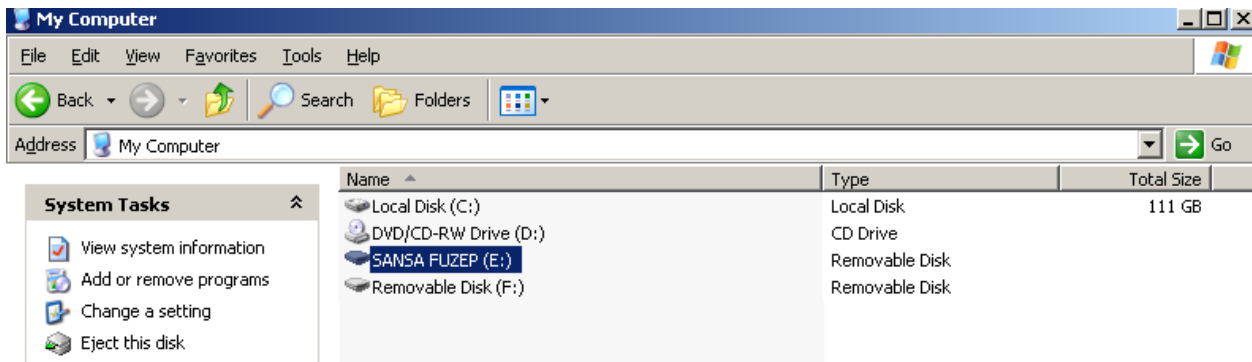 My Computer
File Edit View Favorites Tools Help
Back Search Folders
Address My Computer Go
Name Type Total Size
System Tasks
Local Disk (C:) Local Disk 111 GB
DVD/CD-RW Drive (D:) CD Drive
View system information
SANSA FUZEP (E:) Removable Disk
Add or remove programs
Removable Disk (F:) Removable Disk
Change a setting
Eject this disk